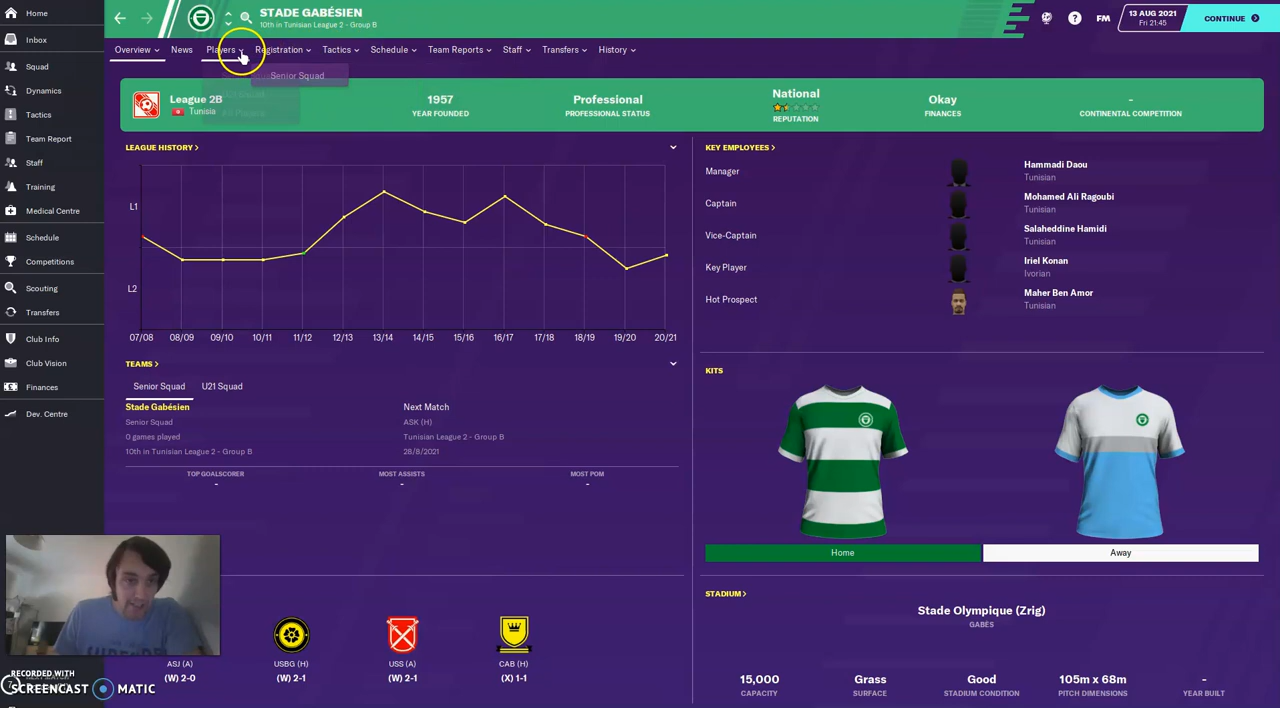 STADE GABÉSIEN
10th in Tunisian League 2 - Group B
FM
13 AUG 2021
Fri 21:45
CONTINUE
Home
Inbox
Squad
Dynamics
Tactics
Team Report
Staff
Training
Medical Centre
Schedule
Competitions
Scouting
Transfers
Club Info
Club Vision
Finances
Dev. Centre
Overview
News
Players
Registration
Tactics
Schedule
Team Reports
Staff
Transfers
History
Senior Squad
League 2B
Tunisia
1957
YEAR FOUNDED
Professional
PROFESSIONAL STATUS
National
REPUTATION
Okay
FINANCES
-
CONTINENTAL COMPETITION
LEAGUE HISTORY
L1
L2
07/08 08/09 09/10 10/11 11/12 12/13 13/14 14/15 15/16 16/17 17/18 18/19 19/20 20/21
TEAMS
Senior Squad U21 Squad
Stade Gabésien
Senior Squad
0 games played
10th in Tunisian League 2 - Group B
Next Match
ASK (H)
Tunisian League 2 - Group B
28/8/2021
TOP GOALSCORER MOST ASSISTS MOST POM
- - -
ASJ (A) USBG (H) USS (A) CAB (H)
(W) 2-0 (W) 2-1 (W) 2-1 (X) 1-1
KEY EMPLOYEES
Manager
Hammadi Daou
Tunisian
Captain
Mohamed Ali Ragoubi
Tunisian
Vice-Captain
Salaheddine Hamidi
Tunisian
Key Player
Iriel Konan
Ivorian
Hot Prospect
Maher Ben Amor
Tunisian
KITS
Home
Away
STADIUM
Stade Olympique (Zrig)
GABÈS
15,000
CAPACITY
Grass
SURFACE
Good
STADIUM CONDITION
105m x 68m
PITCH DIMENSIONS
-
YEAR BUILT
RECORDED WITH
SCREENCAST MATIC